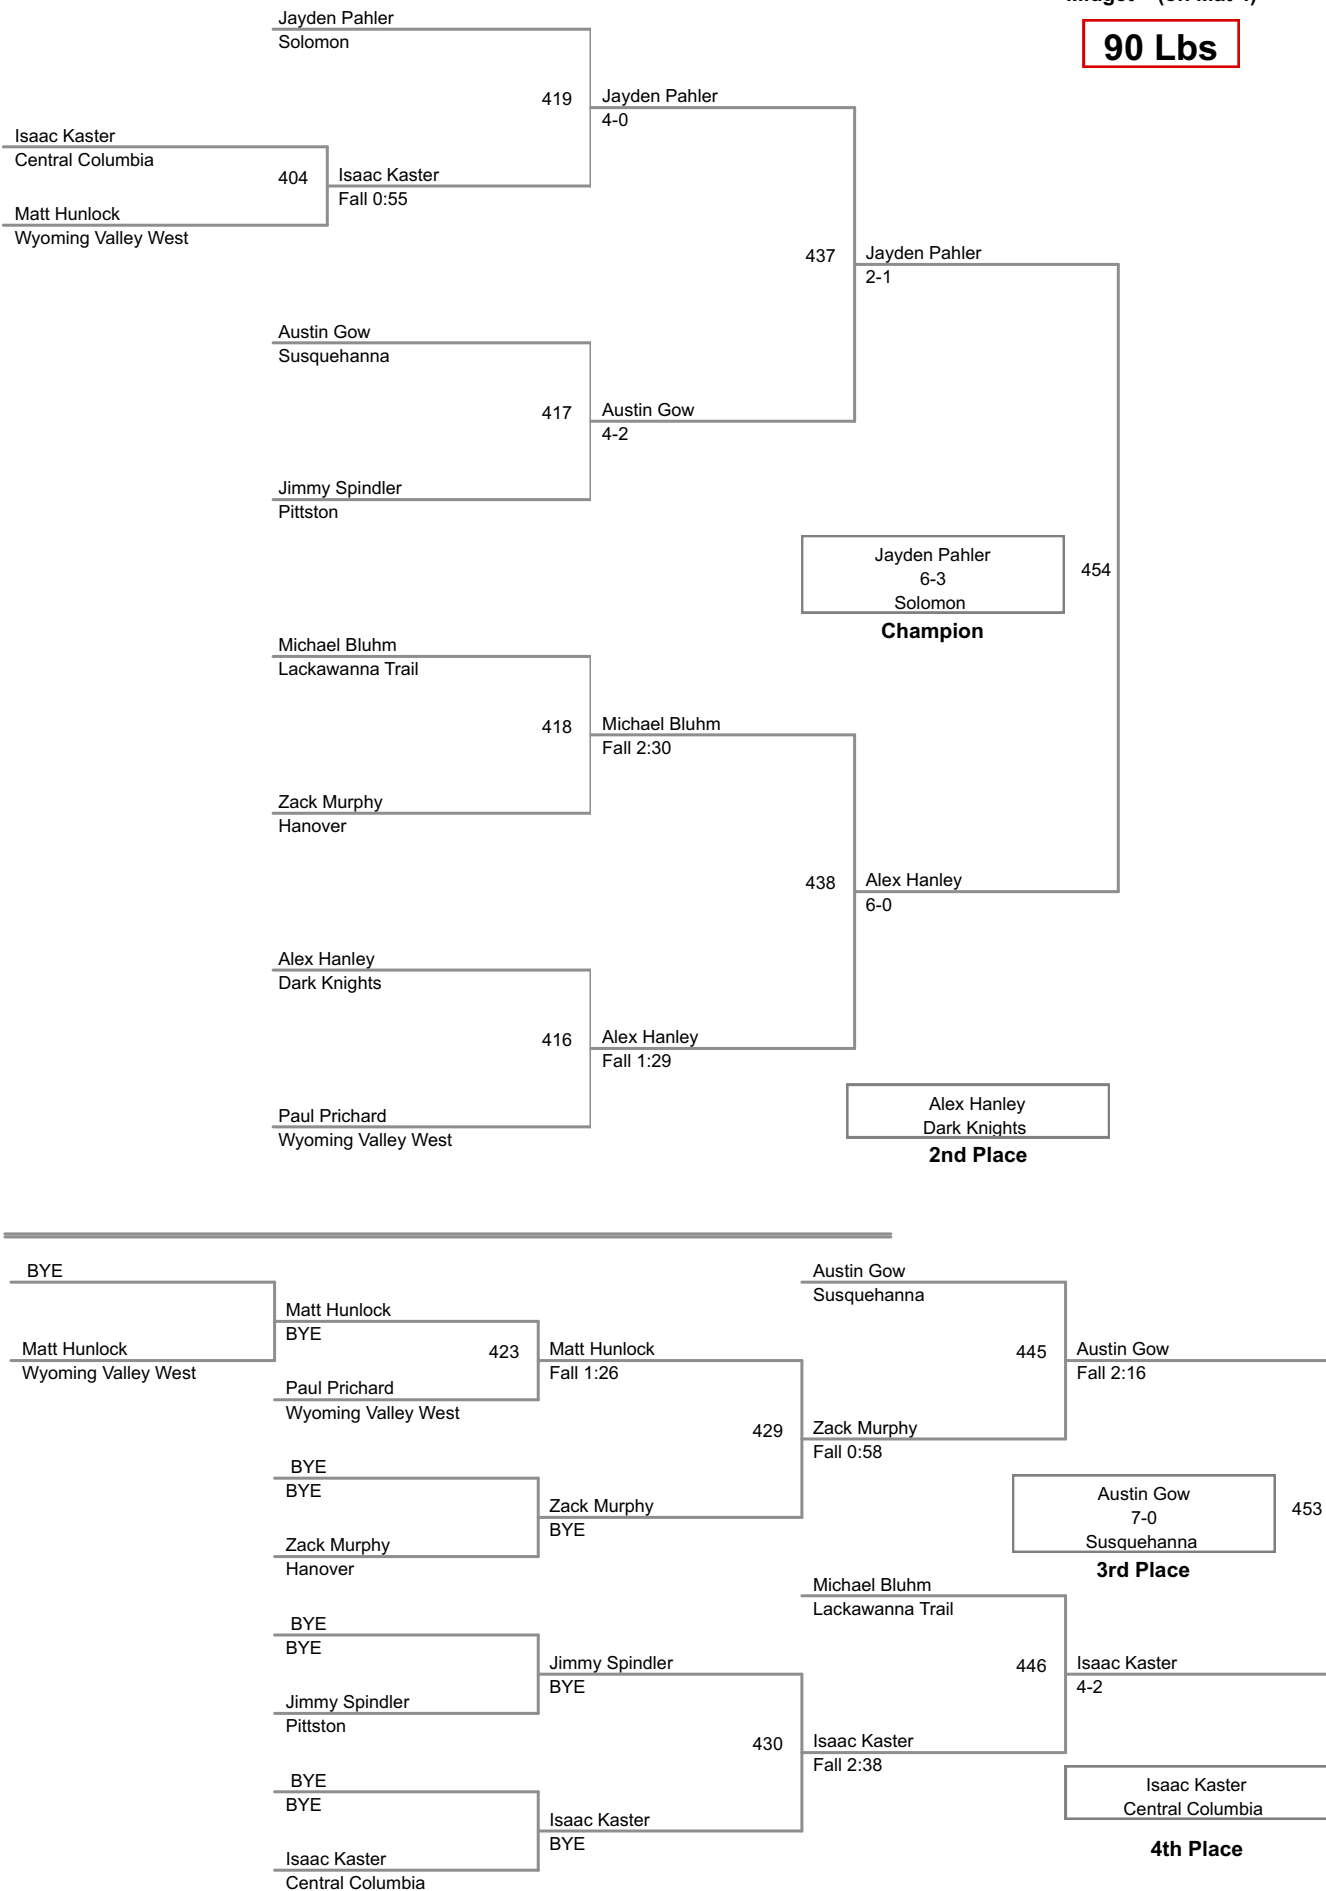 90 Lbs
Jayden Pahler
Solomon
419
Jayden Pahler
4-0
Isaac Kaster
Central Columbia
404
Isaac Kaster
Fall 0:55
Matt Hunlock
Wyoming Valley West
437
Jayden Pahler
2-1
Austin Gow
Susquehanna
417
Austin Gow
4-2
Jimmy Spindler
Pittston
Jayden Pahler
6-3
Solomon
454
Champion
Michael Bluhm
Lackawanna Trail
418
Michael Bluhm
Fall 2:30
Zack Murphy
Hanover
438
Alex Hanley
6-0
Alex Hanley
Dark Knights
416
Alex Hanley
Fall 1:29
Paul Prichard
Wyoming Valley West
Alex Hanley
Dark Knights
2nd Place
BYE
Matt Hunlock
BYE
Matt Hunlock
Wyoming Valley West
423
Matt Hunlock
Fall 1:26
Paul Prichard
Wyoming Valley West
429
BYE
BYE
Zack Murphy
BYE
Zack Murphy
Hanover
Austin Gow
Susquehanna
445
Austin Gow
Fall 2:16
Zack Murphy
Fall 0:58
Austin Gow
7-0
Susquehanna
453
3rd Place
BYE
BYE
Jimmy Spindler
BYE
Jimmy Spindler
Pittston
430
BYE
BYE
Isaac Kaster
BYE
Isaac Kaster
Central Columbia
Michael Bluhm
Lackawanna Trail
446
Isaac Kaster
4-2
Isaac Kaster
Fall 2:38
Isaac Kaster
Central Columbia
4th Place